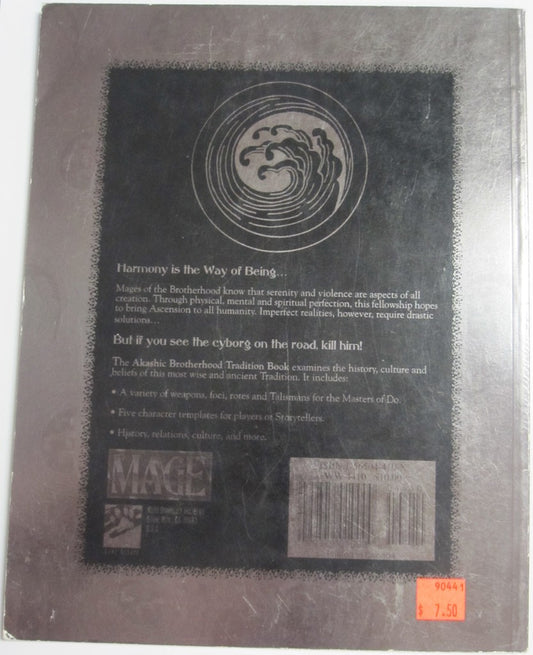 Harmony is the Way of Being...
Mages of the Brotherhood know that serenity and violence are aspects of all
creation. Through physical, mental and spiritual perfection, this fellowship hopes
to bring Ascension to all humanity. Imperfect realities, however, require drastic
solutions...
But if you see the cyborg on the road, kill him!
The Akashic Brotherhood Tradition Book examines the history, culture and
beliefs of this most wise and ancient Tradition. It includes:
• A variety of weapons, foci, rotes and Talismans for the Masters of Do.
• Five character templates for players or Storytellers.
• History, relations, culture, and more.
MAGE
U.S.A.
90441
$ 7.50